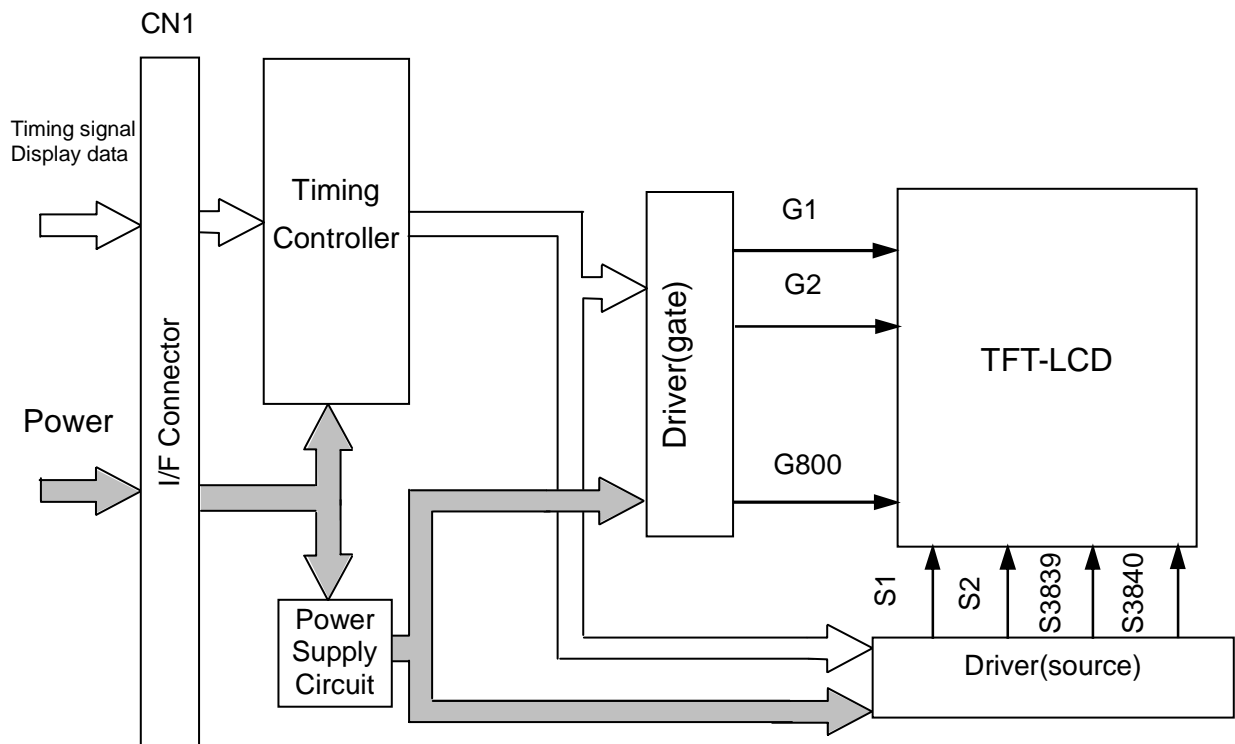 CN1
Timing signal
Display data
Power
I/F Connector
Timing
Controller
Power
Supply
Circuit
Driver(gate)
G1
G2
G800
TFT-LCD
S1
S2
S3839
S3840
Driver(source)